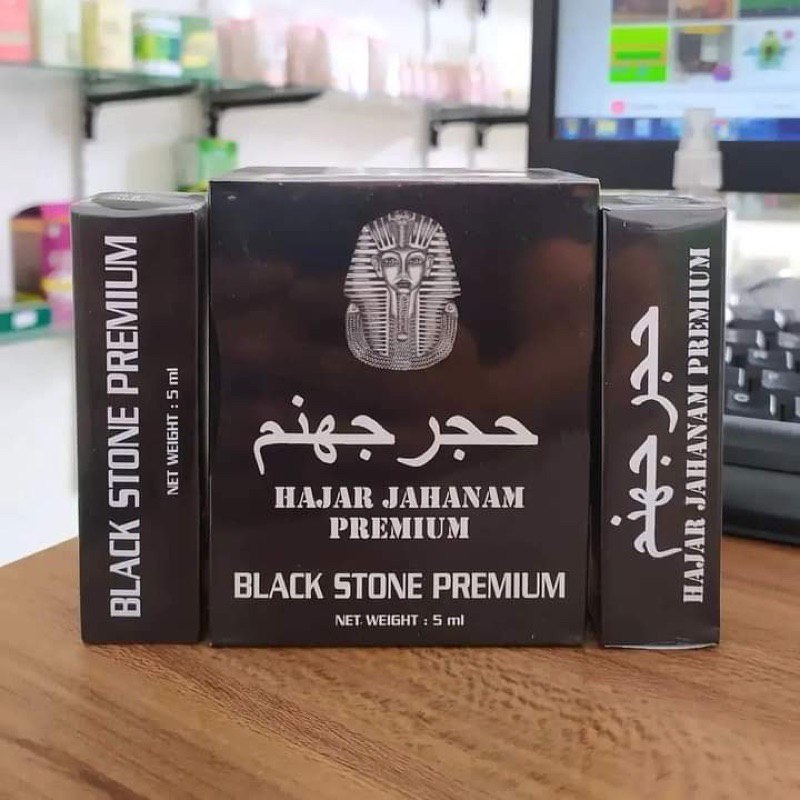 BLACK STONE PREMIUM
NET WEIGHT : 5 ml
حجر جهنم
HAJAR JAHANAM
PREMIUM
BLACK STONE PREMIUM
NET WEIGHT : 5 ml
حجر جهنم
HAJAR JAHANAM PREMIUM